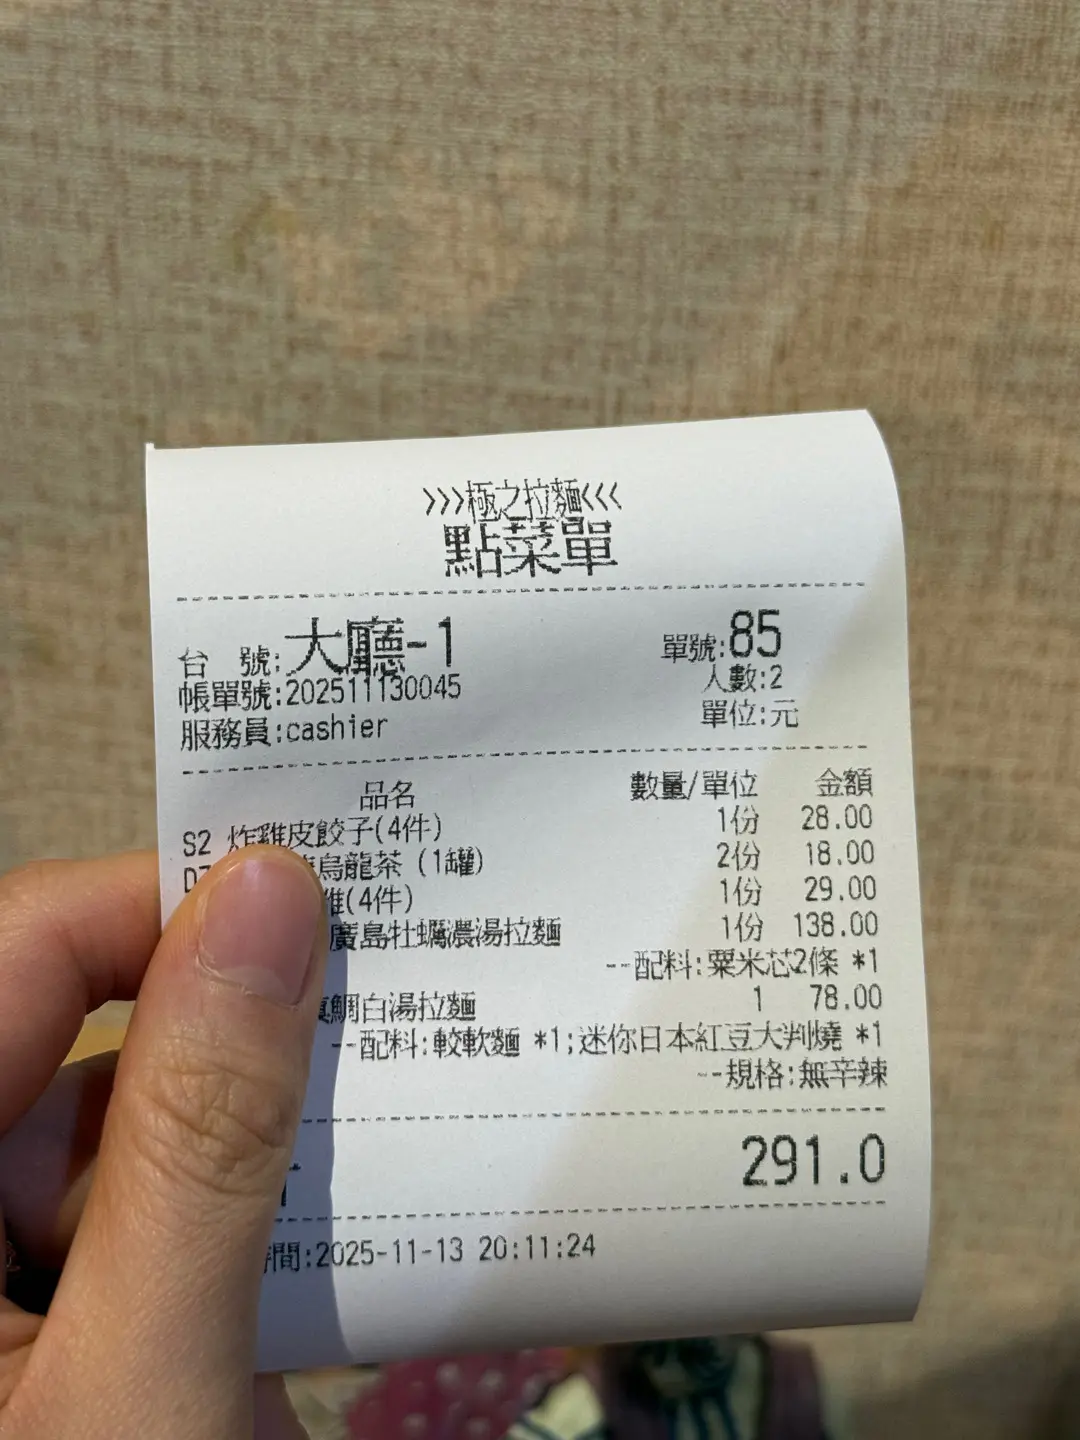 >>>極之拉麵<<<
點菜單
台 號:大廳-1 單號:85
帳單號:202511130045 人數:2
服務員:cashier 單位:元
品名 數量/單位 金額
S2 炸雞皮餃子(4件) 1份 28.00
D7 烏龍茶 (1罐) 2份 18.00
(4件) 1份 29.00
廣島牡蠣濃湯拉麵 1份 138.00
--配料:粟米芯2條 *1
鯛白湯拉麵 1 78.00
--配料:較軟麵 *1;迷你日本紅豆大判燒 *1
--規格:無辛辣
291.0
間:2025-11-13 20:11:24